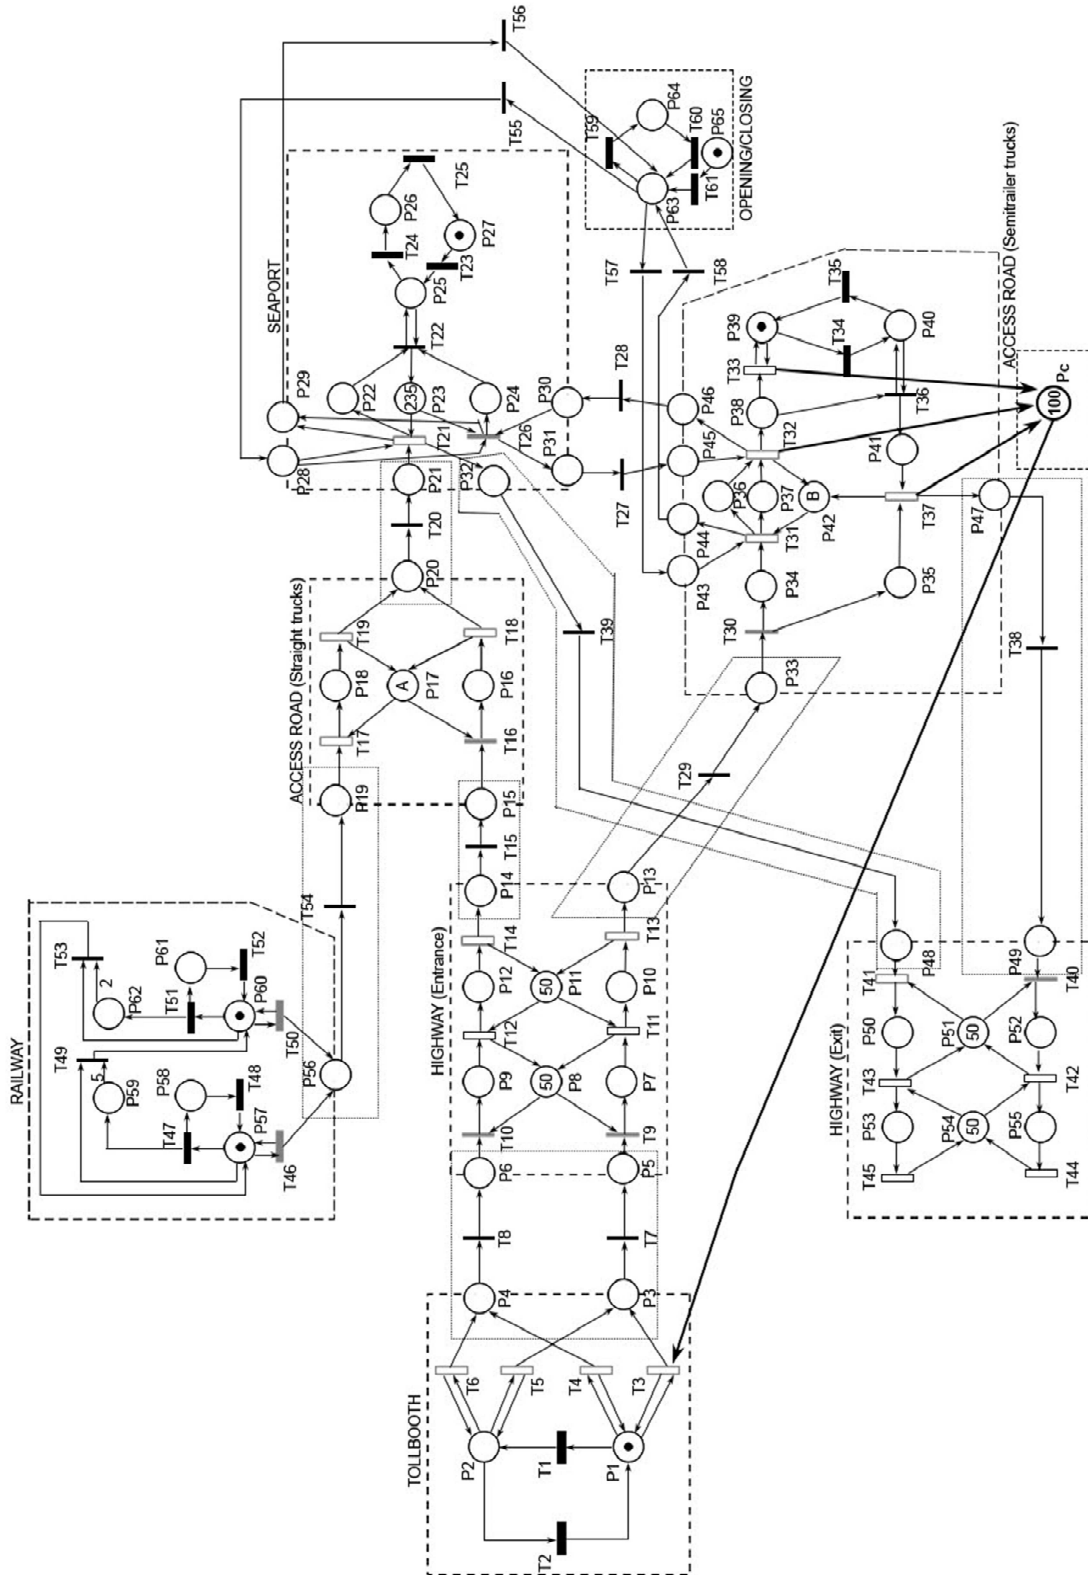 T56
T55
SEAPORT
T59
P64
T60
P65
T61
P63
OPENING/CLOSING
P26
T25
T24
P27
T23
P25
T22
P29
P22
235
P23
P24
T21
T26
P30
P28
P21
P32
P31
T28
T27
T57
T58
T20
P20
ACCESS ROAD (Straight trucks)
T19
T18
P18
A
P17
P16
T17
T16
P19
P15
T39
T15
T54
P14
ACCESS ROAD (Semitrailer trucks)
T35
P39
T34
P40
T33
T36
P38
P46
P45
T32
P41
P36
P37
B
P42
T37
P44
T31
P43
P34
P35
P47
T30
P33
100
Pc
T38
T29
P13
RAILWAY
T53
2
P62
P61
T52
T51
P60
T50
T49
5
P59
P58
T48
T47
P57
T46
P56
HIGHWAY (Entrance)
T14
T13
P12
50
P11
P10
T12
T11
P9
50
P8
P7
T10
T9
P6
P5
T8
T7
P48
P49
T41
T40
HIGHWAY (Exit)
P50
P51
50
P52
T43
T42
P53
P54
50
P55
T45
T44
TOLLBOOTH
P4
P3
T6
T5
T4
T3
P2
T1
P1
T2